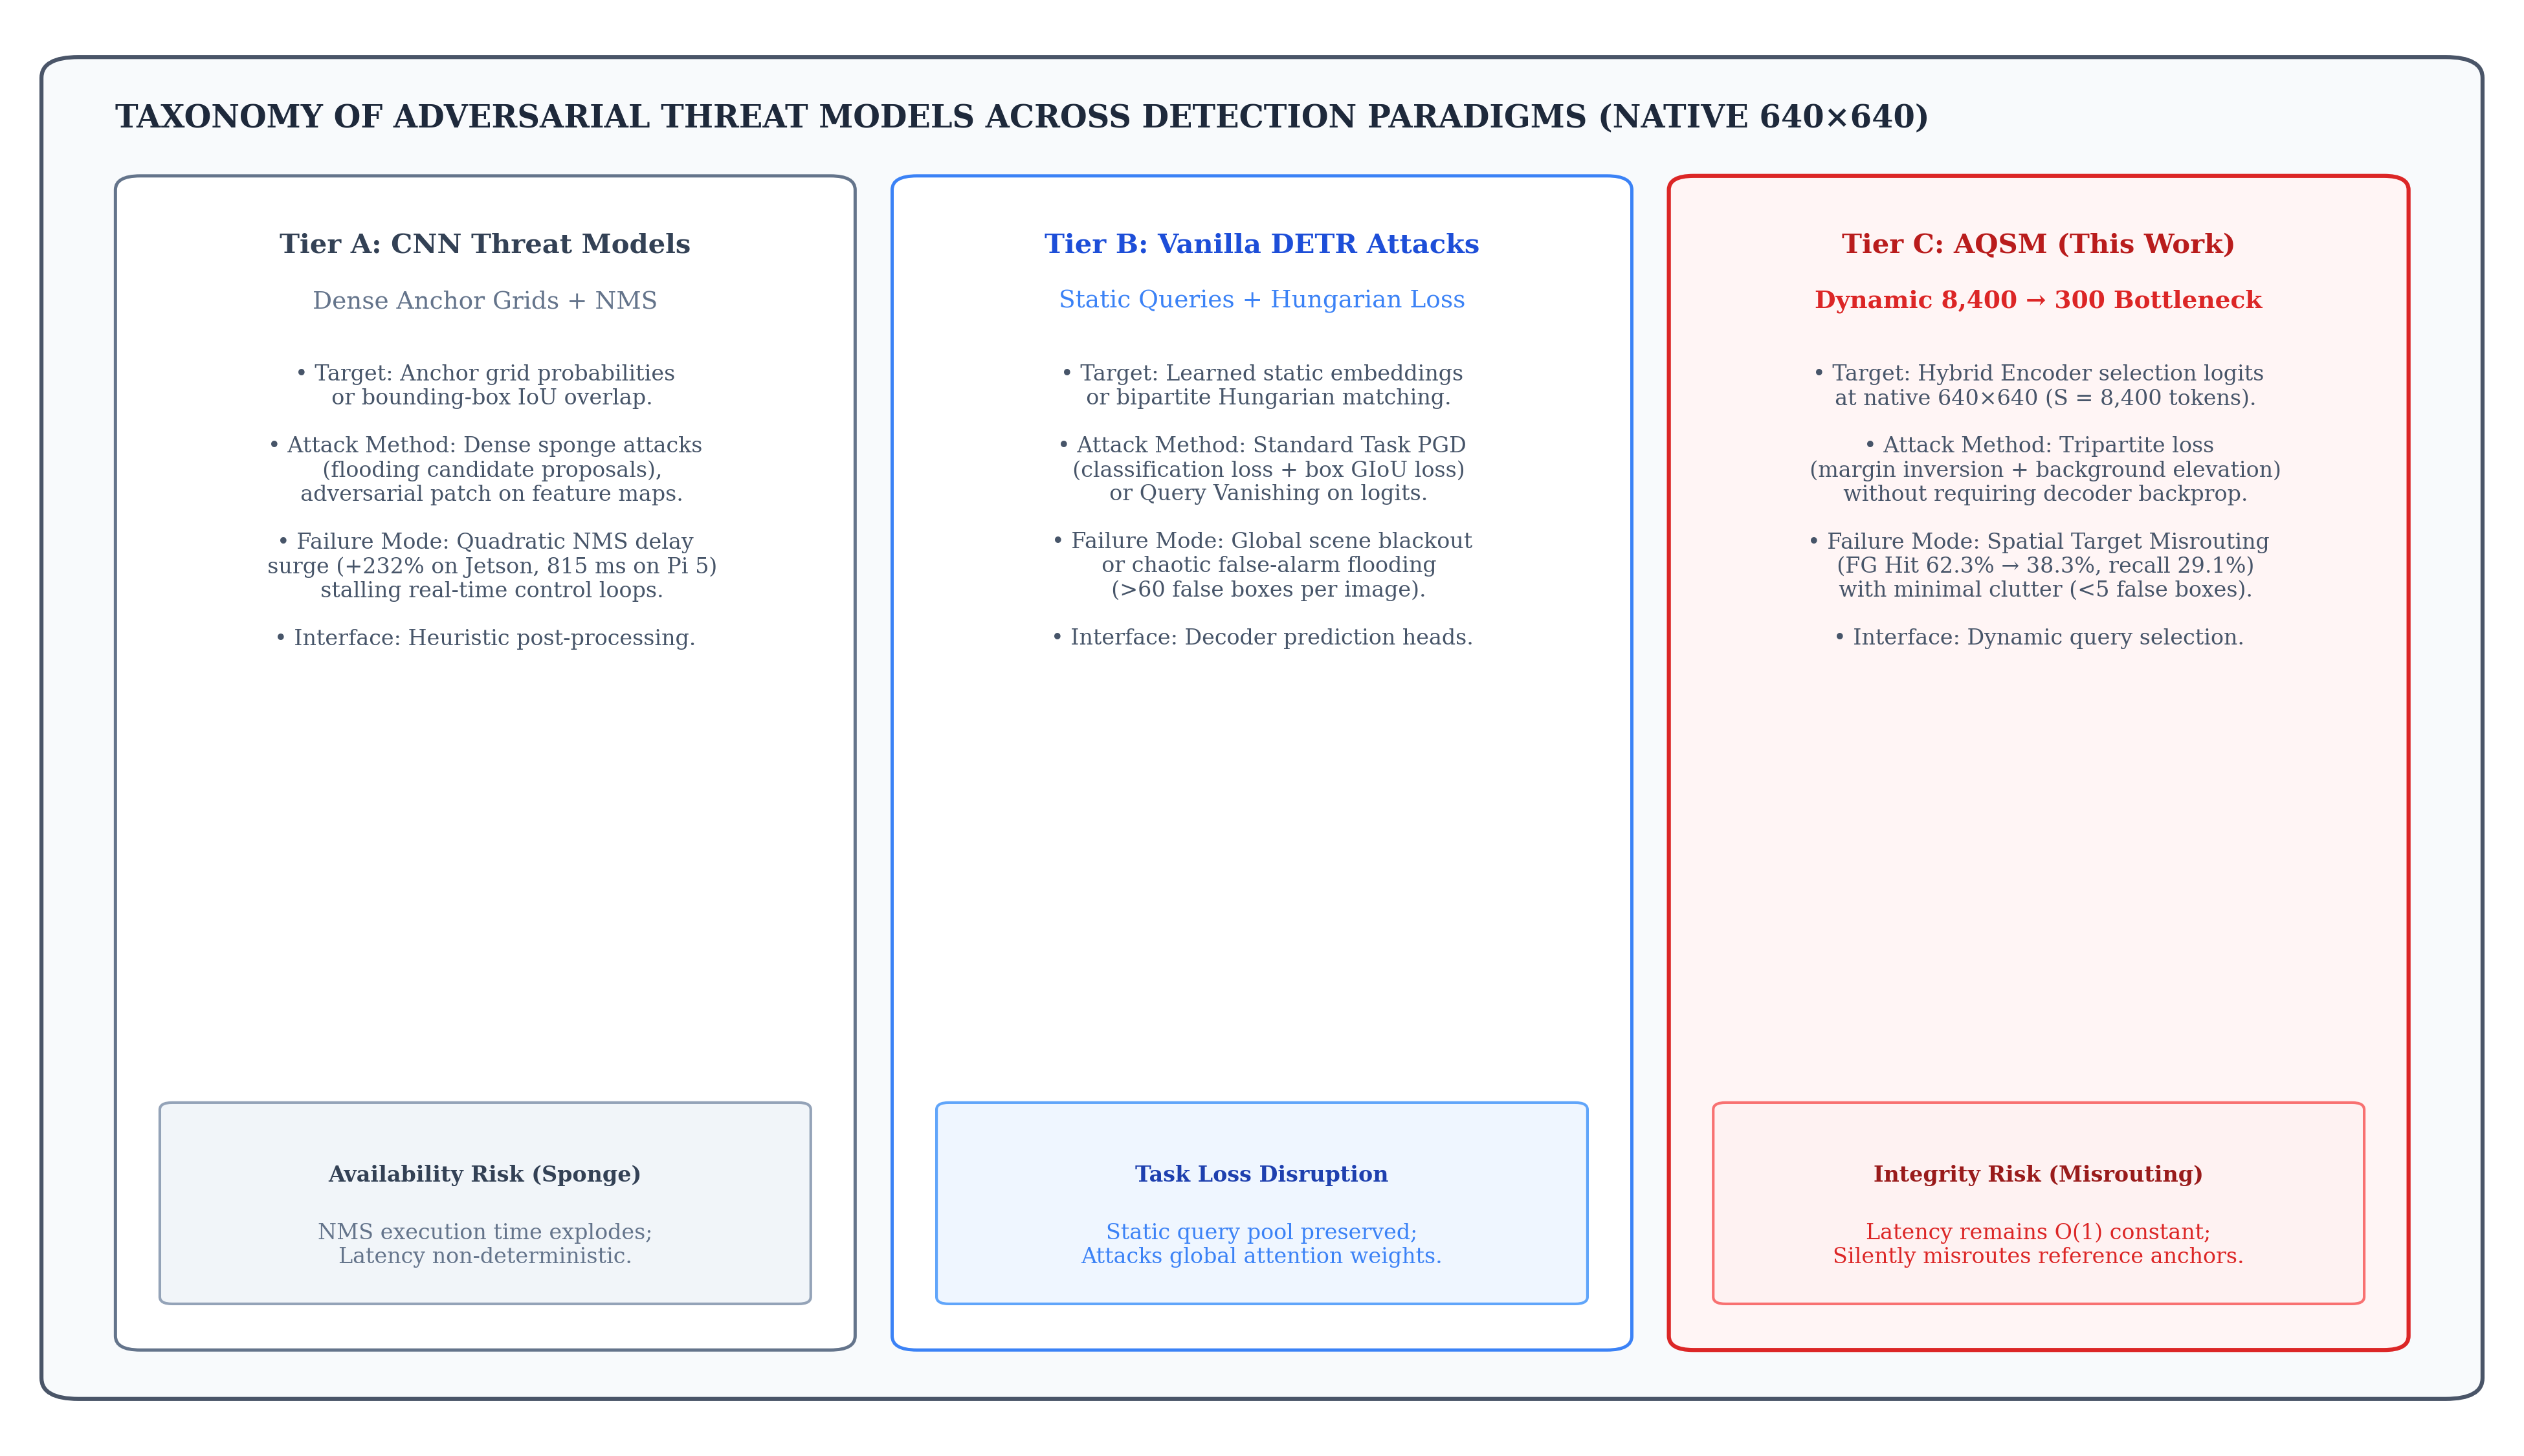 TAXONOMY OF ADVERSARIAL THREAT MODELS ACROSS DETECTION PARADIGMS (NATIVE 640×640)
Tier A: CNN Threat Models
Dense Anchor Grids + NMS
• Target: Anchor grid probabilities
or bounding-box IoU overlap.
• Attack Method: Dense sponge attacks
(flooding candidate proposals),
adversarial patch on feature maps.
• Failure Mode: Quadratic NMS delay
surge (+232% on Jetson, 815 ms on Pi 5)
stalling real-time control loops.
• Interface: Heuristic post-processing.
Availability Risk (Sponge)
NMS execution time explodes;
Latency non-deterministic.
Tier B: Vanilla DETR Attacks
Static Queries + Hungarian Loss
• Target: Learned static embeddings
or bipartite Hungarian matching.
• Attack Method: Standard Task PGD
(classification loss + box GIoU loss)
or Query Vanishing on logits.
• Failure Mode: Global scene blackout
or chaotic false-alarm flooding
(>60 false boxes per image).
• Interface: Decoder prediction heads.
Task Loss Disruption
Static query pool preserved;
Attacks global attention weights.
Tier C: AQSM (This Work)
Dynamic 8,400 → 300 Bottleneck
• Target: Hybrid Encoder selection logits
at native 640×640 (S = 8,400 tokens).
• Attack Method: Tripartite loss
(margin inversion + background elevation)
without requiring decoder backprop.
• Failure Mode: Spatial Target Misrouting
(FG Hit 62.3% → 38.3%, recall 29.1%)
with minimal clutter (<5 false boxes).
• Interface: Dynamic query selection.
Integrity Risk (Misrouting)
Latency remains O(1) constant;
Silently misroutes reference anchors.